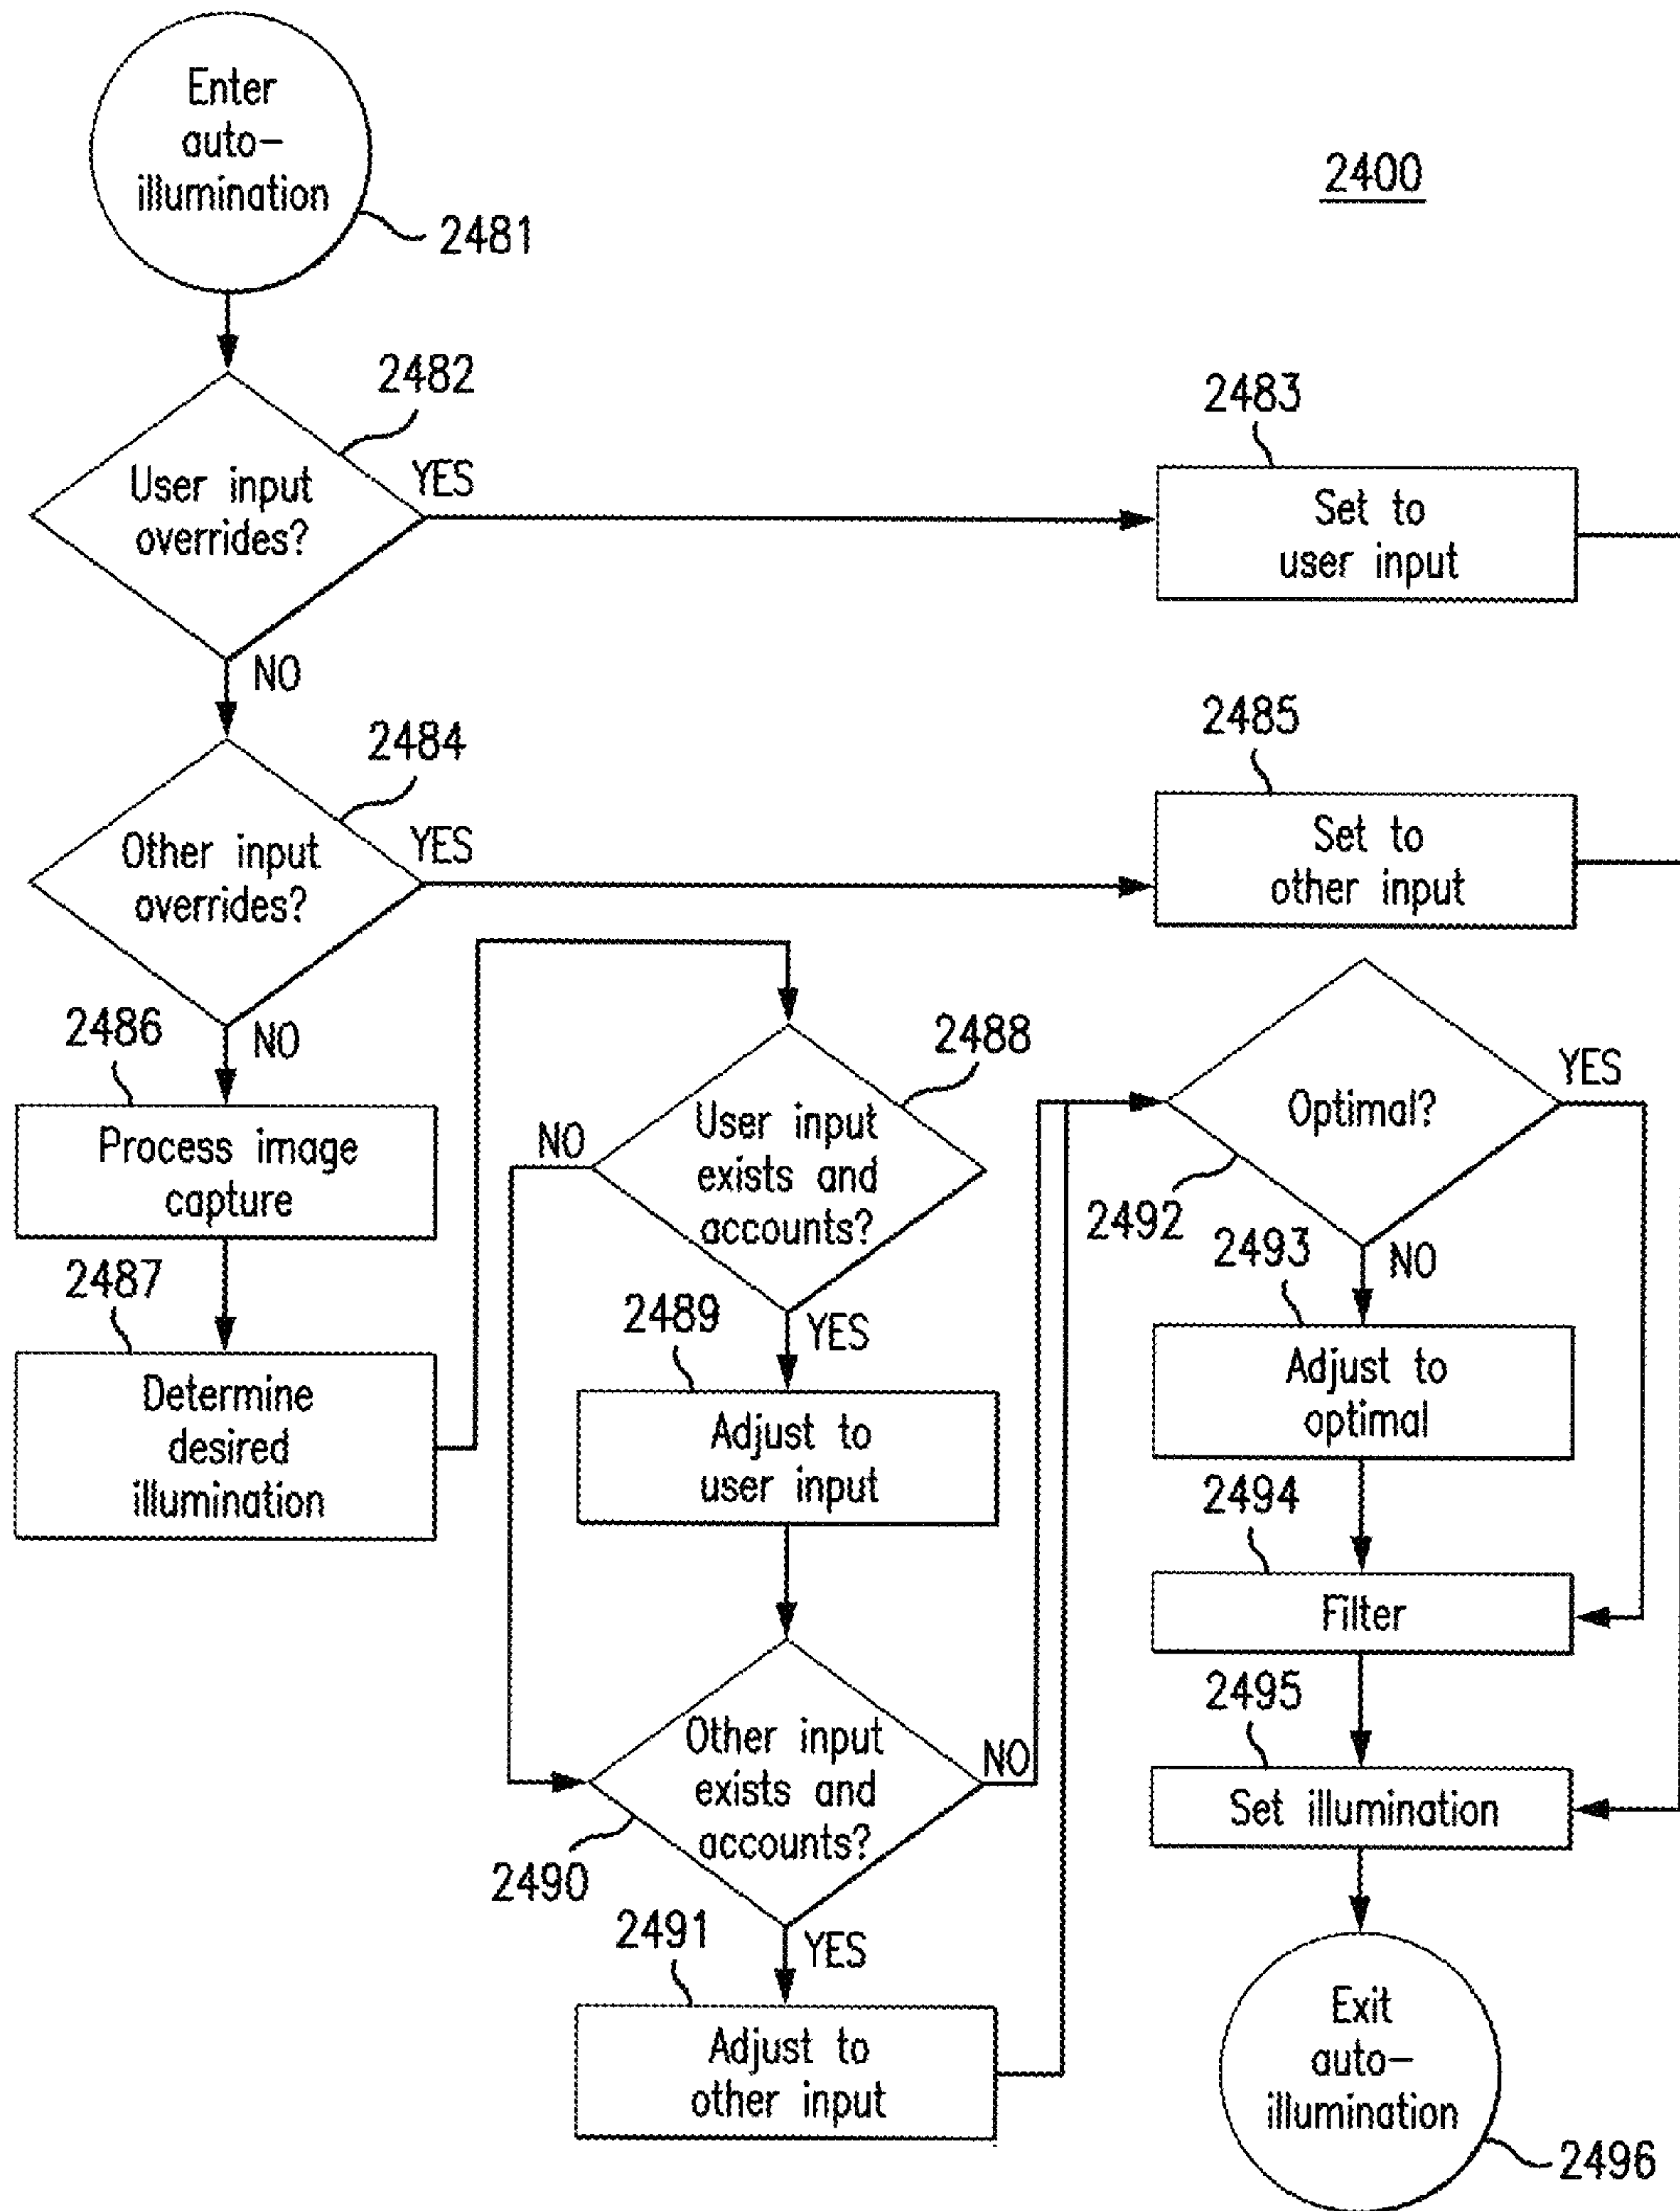 Enter
auto-
illumination
2481
2400
2482
User input
overrides?
YES
NO
2483
Set to
user input
2484
Other input
overrides?
YES
NO
2485
Set to
other input
2486
Process image
capture
2487
Determine
desired
illumination
2488
User input
exists and
accounts?
NO
YES
2489
Adjust to
user input
2490
Other input
exists and
accounts?
NO
YES
2491
Adjust to
other input
2492
Optimal?
YES
NO
2493
Adjust to
optimal
2494
Filter
2495
Set illumination
Exit
auto-
illumination
2496